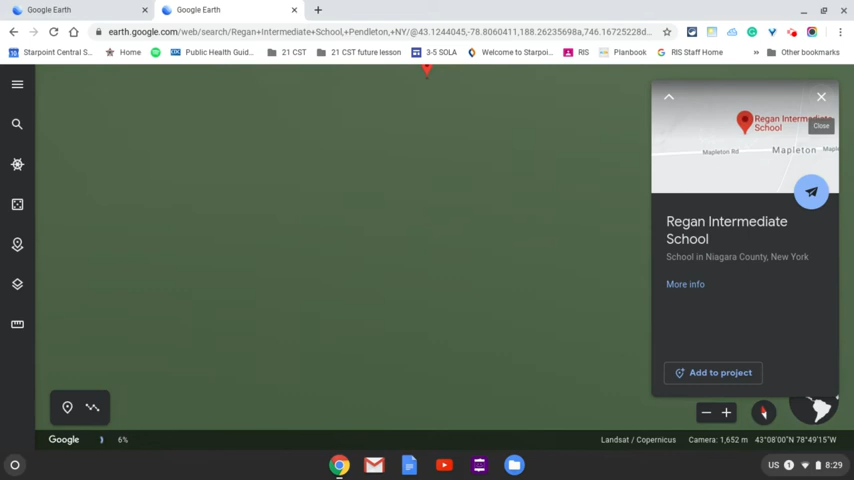 Google Earth
Google Earth
earth.google.com/web/search/Regan+Intermediate+School,+Pendleton,+NY/@43.1244045,-78.8060411,188.26235698a,746.16725228d...
Starpoint Central S...
Home
Public Health Guid...
21 CST
21 CST future lesson
3-5 SOLA
Welcome to Starpoi...
RIS
Planbook
RIS Staff Home
»
Other bookmarks
Regan Intermediate
School
Close
Mapleton Rd
Mapleton
Maple
Regan Intermediate
School
School in Niagara County, New York
More info
Add to project
Google
6%
Landsat / Copernicus
Camera: 1,652 m
43°08'00"N 78°49'15"W
US
1
8:29